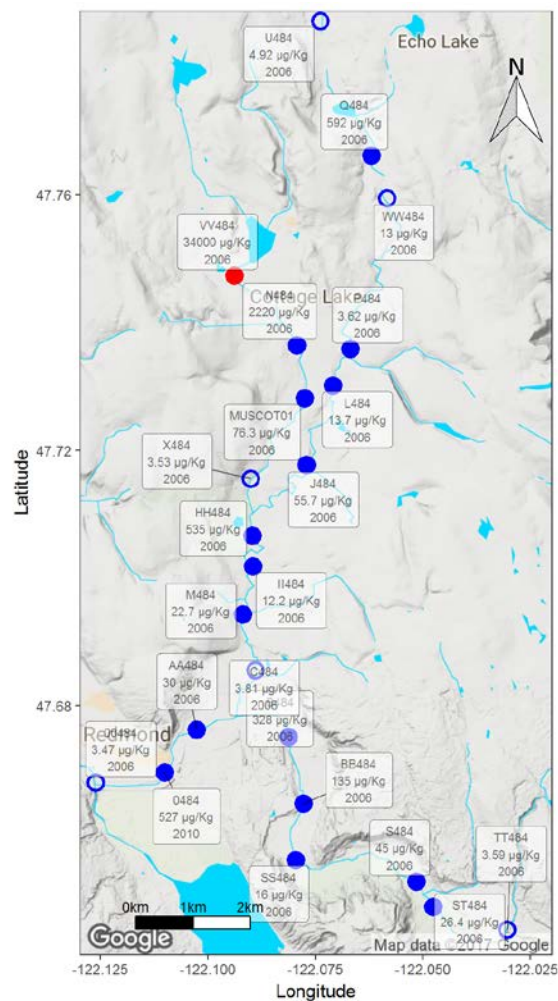 Echo Lake
N
U484
4.92 µg/Kg
2006
Q484
592 µg/Kg
2006
47.76
WW484
13 µg/Kg
2006
VV484
34000 µg/Kg
2006
Cottage Lake
N484
2220 µg/Kg
2006
P484
3.62 µg/Kg
2006
MUSCOT01
76.3 µg/Kg
2006
L484
13.7 µg/Kg
2006
47.72
X484
3.53 µg/Kg
2006
J484
55.7 µg/Kg
2006
Latitude
HH484
535 µg/Kg
2006
II484
12.2 µg/Kg
2006
M484
22.7 µg/Kg
2006
47.68
AA484
30 µg/Kg
2006
C484
3.81 µg/Kg
2006
328 µg/Kg
2006
Redmond
3.47 µg/Kg
2006
0484
527 µg/Kg
2010
BB484
135 µg/Kg
2006
SS484
16 µg/Kg
2006
S484
45 µg/Kg
2006
TT484
3.59 µg/Kg
2006
ST484
26.4 µg/Kg
2006
0km 1km 2km
Google
Map data ©2017 Google
-122.125 -122.100 -122.075 -122.050 -122.025
Longitude